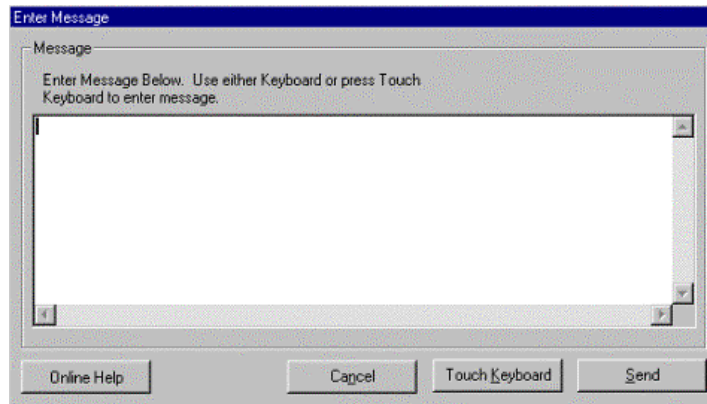 Enter Message
Message
Enter Message Below. Use either Keyboard or press Touch
Keyboard to enter message.
Online Help
Cancel
Touch Keyboard
Send